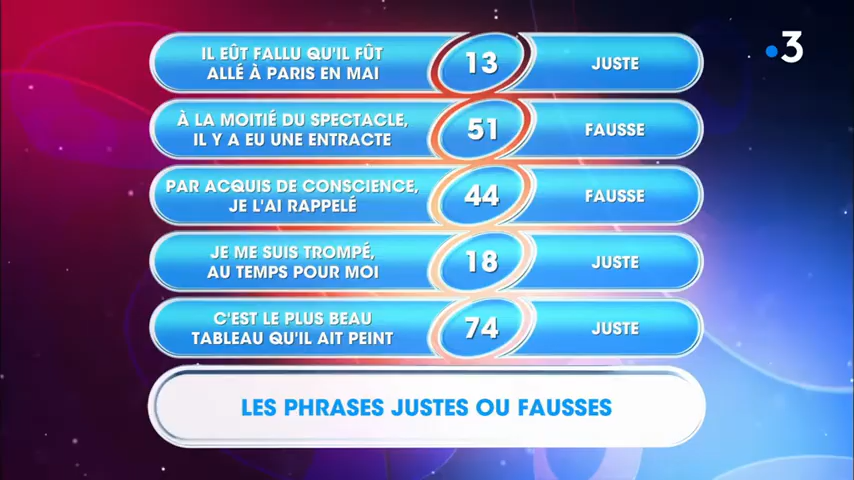 IL EÛT FALLU QU'IL FÛT
ALLÉ À PARIS EN MAI
13
JUSTE
À LA MOITIÉ DU SPECTACLE,
IL Y A EU UNE ENTRACTE
51
FAUSSE
PAR ACQUIS DE CONSCIENCE,
JE L'AI RAPPELÉ
44
FAUSSE
JE ME SUIS TROMPÉ,
AU TEMPS POUR MOI
18
JUSTE
C'EST LE PLUS BEAU
TABLEAU QU'IL AIT PEINT
74
JUSTE
LES PHRASES JUSTES OU FAUSSES
3